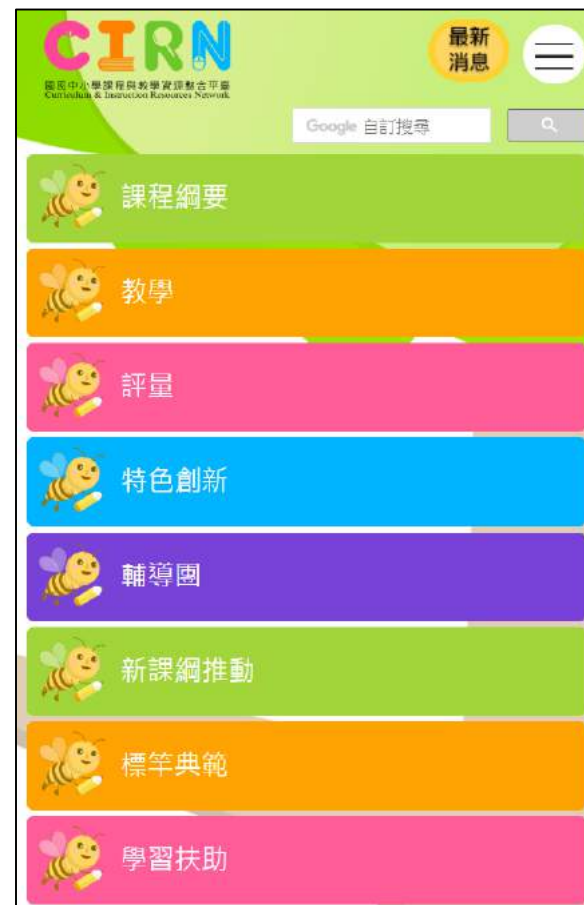 CIRN
國民中小學課程與教學資源整合平臺
Curriculum & Instruction Resources Network
最新
消息
Google 自訂搜尋
課程綱要
教學
評量
特色創新
輔導團
新課綱推動
標竿典範
學習扶助